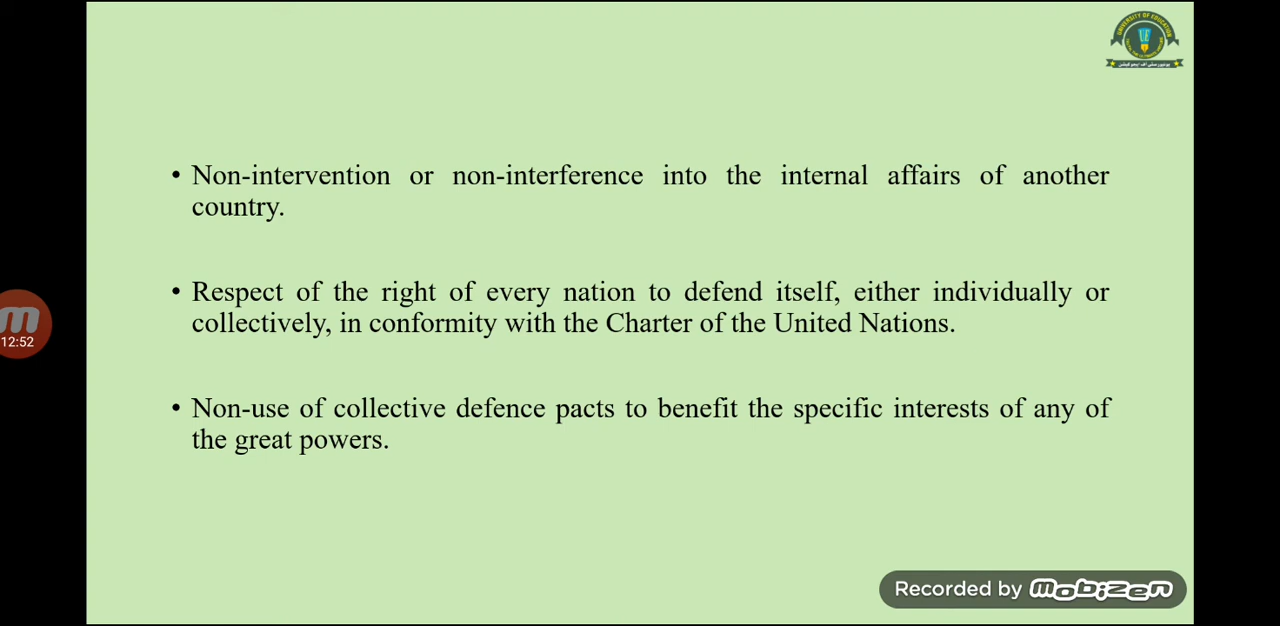 UNIVERSITY OF EDUCATION
Non-intervention or non-interference into the internal affairs of another
country.
Respect of the right of every nation to defend itself, either individually or
collectively, in conformity with the Charter of the United Nations.
12:52
Non-use of collective defence pacts to benefit the specific interests of any of
the great powers.
Recorded by Mobizen